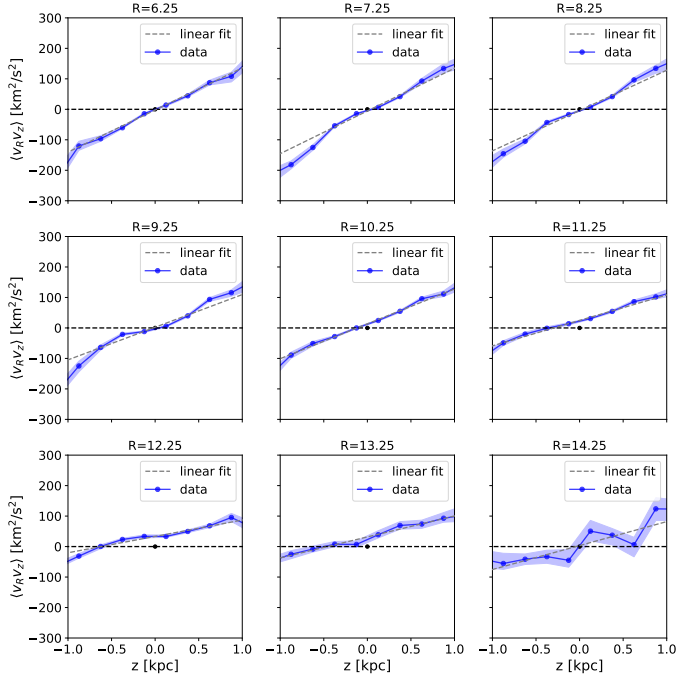 R=6.25 R=7.25 R=8.25
300
200
100
0
−100
−200
−300
⟨v_R v_z⟩ [km²/s²]
linear fit
data
linear fit
data
linear fit
data
R=9.25 R=10.25 R=11.25
300
200
100
0
−100
−200
−300
⟨v_R v_z⟩ [km²/s²]
linear fit
data
linear fit
data
linear fit
data
R=12.25 R=13.25 R=14.25
300
200
100
0
−100
−200
−300
⟨v_R v_z⟩ [km²/s²]
linear fit
data
linear fit
data
linear fit
data
−1.0 −0.5 0.0 0.5 1.0 −1.0 −0.5 0.0 0.5 1.0 −1.0 −0.5 0.0 0.5 1.0
z [kpc] z [kpc] z [kpc]